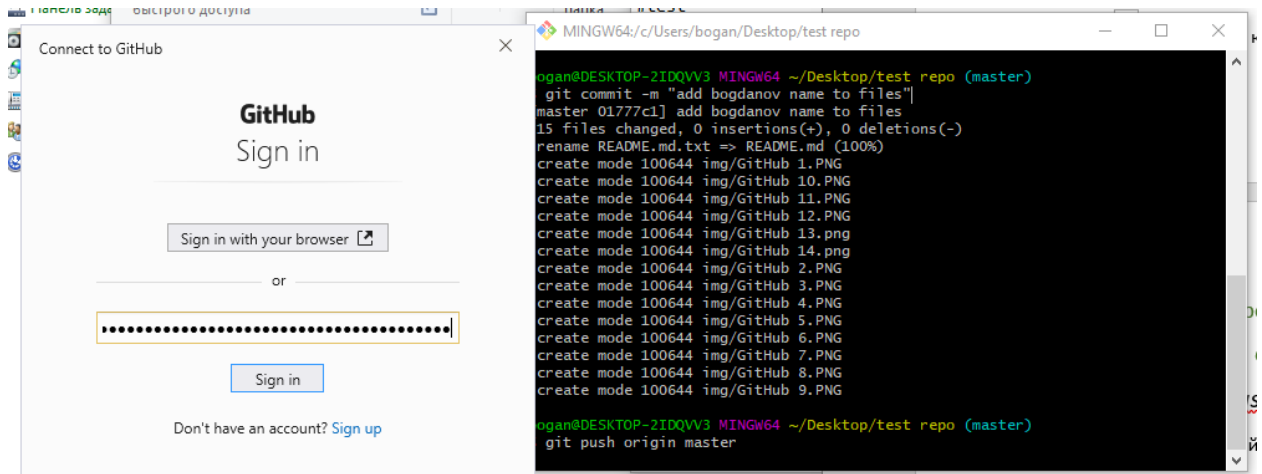 Панель зада
быстрого доступа
папка
Connect to GitHub
GitHub
Sign in
Sign in with your browser
or
Sign in
Don't have an account? Sign up
MINGW64:/c/Users/bogan/Desktop/test repo
ogan@DESKTOP-2IDQVV3 MINGW64 ~/Desktop/test repo (master)
git commit -m "add bogdanov name to files"
master 01777c1] add bogdanov name to files
15 files changed, 0 insertions(+), 0 deletions(-)
rename README.md.txt => README.md (100%)
create mode 100644 img/GitHub 1.PNG
create mode 100644 img/GitHub 10.PNG
create mode 100644 img/GitHub 11.PNG
create mode 100644 img/GitHub 12.PNG
create mode 100644 img/GitHub 13.png
create mode 100644 img/GitHub 14.png
create mode 100644 img/GitHub 2.PNG
create mode 100644 img/GitHub 3.PNG
create mode 100644 img/GitHub 4.PNG
create mode 100644 img/GitHub 5.PNG
create mode 100644 img/GitHub 6.PNG
create mode 100644 img/GitHub 7.PNG
create mode 100644 img/GitHub 8.PNG
create mode 100644 img/GitHub 9.PNG
ogan@DESKTOP-2IDQVV3 MINGW64 ~/Desktop/test repo (master)
git push origin master